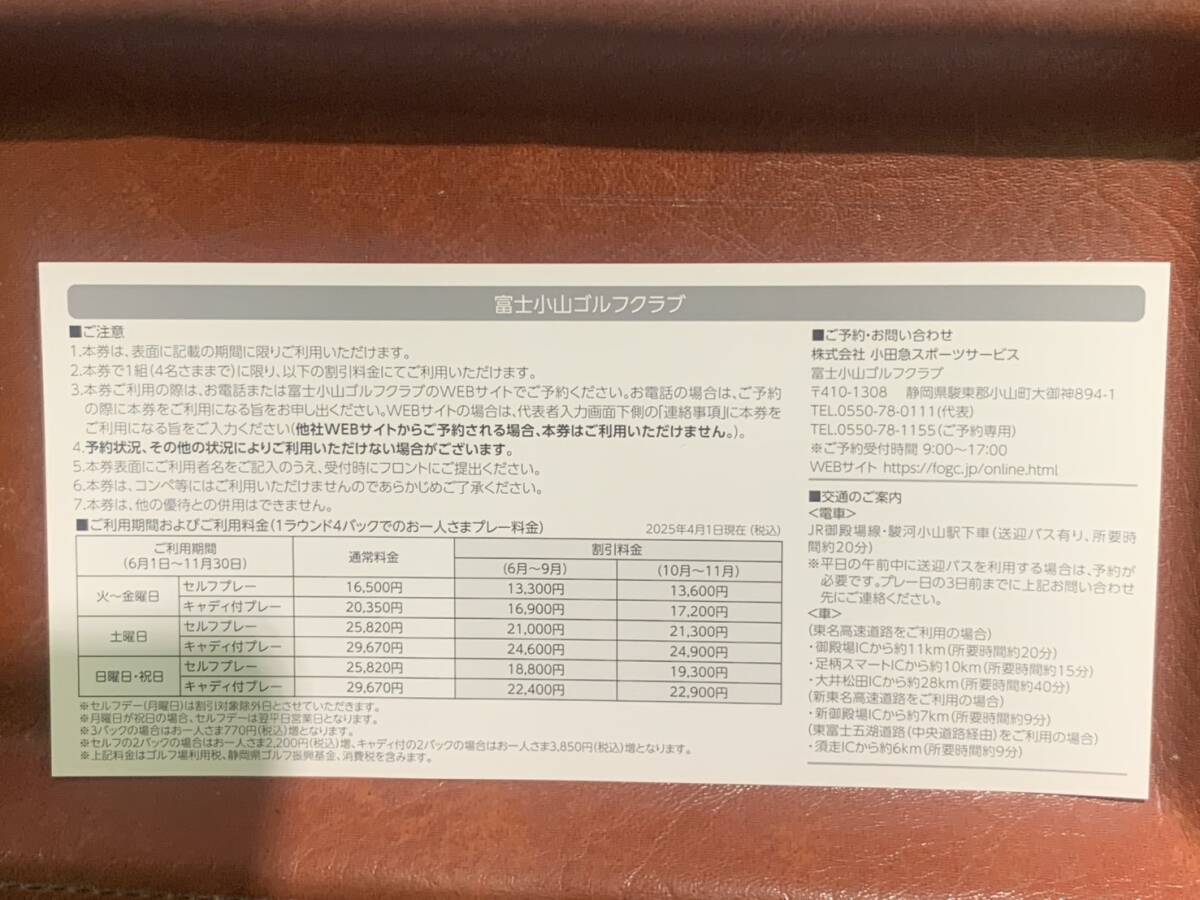 富士小山ゴルフクラブ
■ご注意
1.本券は、表面に記載の期間に限りご利用いただけます。
2.本券で1組(4名さままで)に限り、以下の割引料金にてご利用いただけます。
3.本券ご利用の際は、お電話または富士小山ゴルフクラブのWEBサイトでご予約ください。お電話の場合は、ご予約
の際に本券をご利用になる旨をお申し出ください。WEBサイトの場合は、代表者入力画面下側の「連絡事項」に本券を
ご利用になる旨をご入力ください(他社WEBサイトからご予約される場合、本券はご利用いただけません。)。
4.予約状況、その他の状況によりご利用いただけない場合がございます。
5.本券表面にご利用者名をご記入のうえ、受付時にフロントにご提出ください。
6.本券は、コンペ等にはご利用いただけませんのであらかじめご了承ください。
7.本券は、他の優待との併用はできません。
■ご利用期間およびご利用料金(1ラウンド4バックでのお一人さまプレー料金) 2025年4月1日現在(税込)
ご利用期間
(6月1日〜11月30日) 通常料金 割引料金
(6月〜9月) (10月〜11月)
火〜金曜日 セルフプレー 16,500円 13,300円 13,600円
キャディ付プレー 20,350円 16,900円 17,200円
土曜日 セルフプレー 25,820円 21,000円 21,300円
キャディ付プレー 29,670円 24,600円 24,900円
日曜日・祝日 セルフプレー 25,820円 18,800円 19,300円
キャディ付プレー 29,670円 22,400円 22,900円
※セルフデー(月曜日)は割引対象除外日とさせていただきます。
※月曜日が祝日の場合、セルフデーは翌平日営業日となります。
※3バックの場合はお一人さま770円(税込)増となります。
※セルフの2バックの場合はお一人さま2,200円(税込)増、キャディ付の2バックの場合はお一人さま3,850円(税込)増となります。
※上記料金はゴルフ場利用税、静岡県ゴルフ振興基金、消費税を含みます。
■ご予約・お問い合わせ
株式会社 小田急スポーツサービス
富士小山ゴルフクラブ
〒410-1308 静岡県駿東郡小山町大御神894-1
TEL.0550-78-0111(代表)
TEL.0550-78-1155(ご予約専用)
※ご予約受付時間 9:00〜17:00
WEBサイト https://fogc.jp/online.html
■交通のご案内
<電車>
JR御殿場線・駿河小山駅下車(送迎バス有り、所要時
間約20分)
※平日の午前中に送迎バスを利用する場合は、予約が
必要です。プレー日の3日前までに上記お問い合わせ
先にご連絡ください。
<車>
(東名高速道路をご利用の場合)
・御殿場ICから約11km(所要時間約20分)
・足柄スマートICから約10km(所要時間約15分)
・大井松田ICから約28km(所要時間約40分)
(新東名高速道路をご利用の場合)
・新御殿場ICから約7km(所要時間約9分)
(東富士五湖道路(中央道路経由)をご利用の場合)
・須走ICから約6km(所要時間約9分)